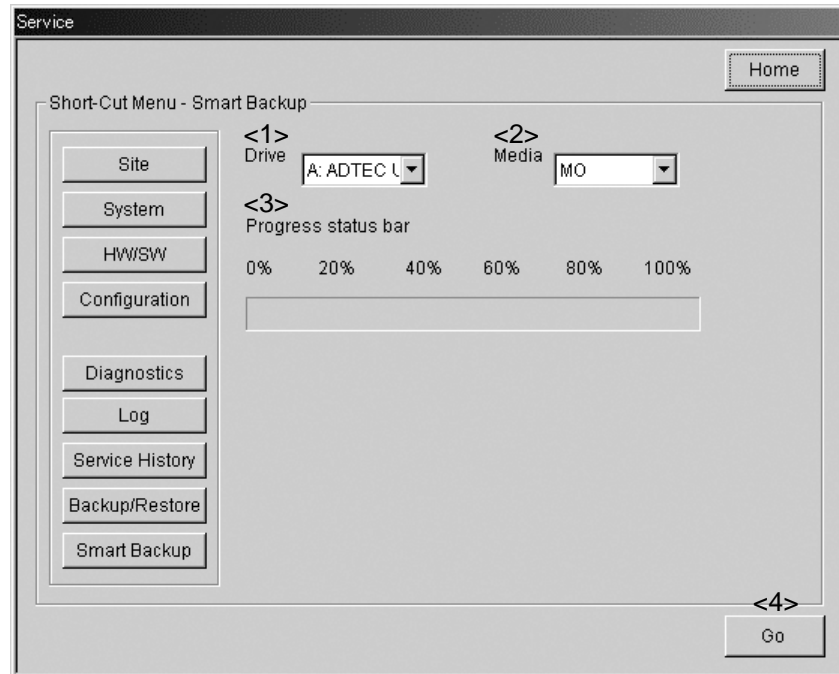 Service
Home
Short-Cut Menu - Smart Backup
<1>
Drive
A: ADTEC U
<2>
Media
MO
<3>
Progress status bar
0% 20% 40% 60% 80% 100%
Site
System
HW/SW
Configuration
Diagnostics
Log
Service History
Backup/Restore
Smart Backup
<4>
Go